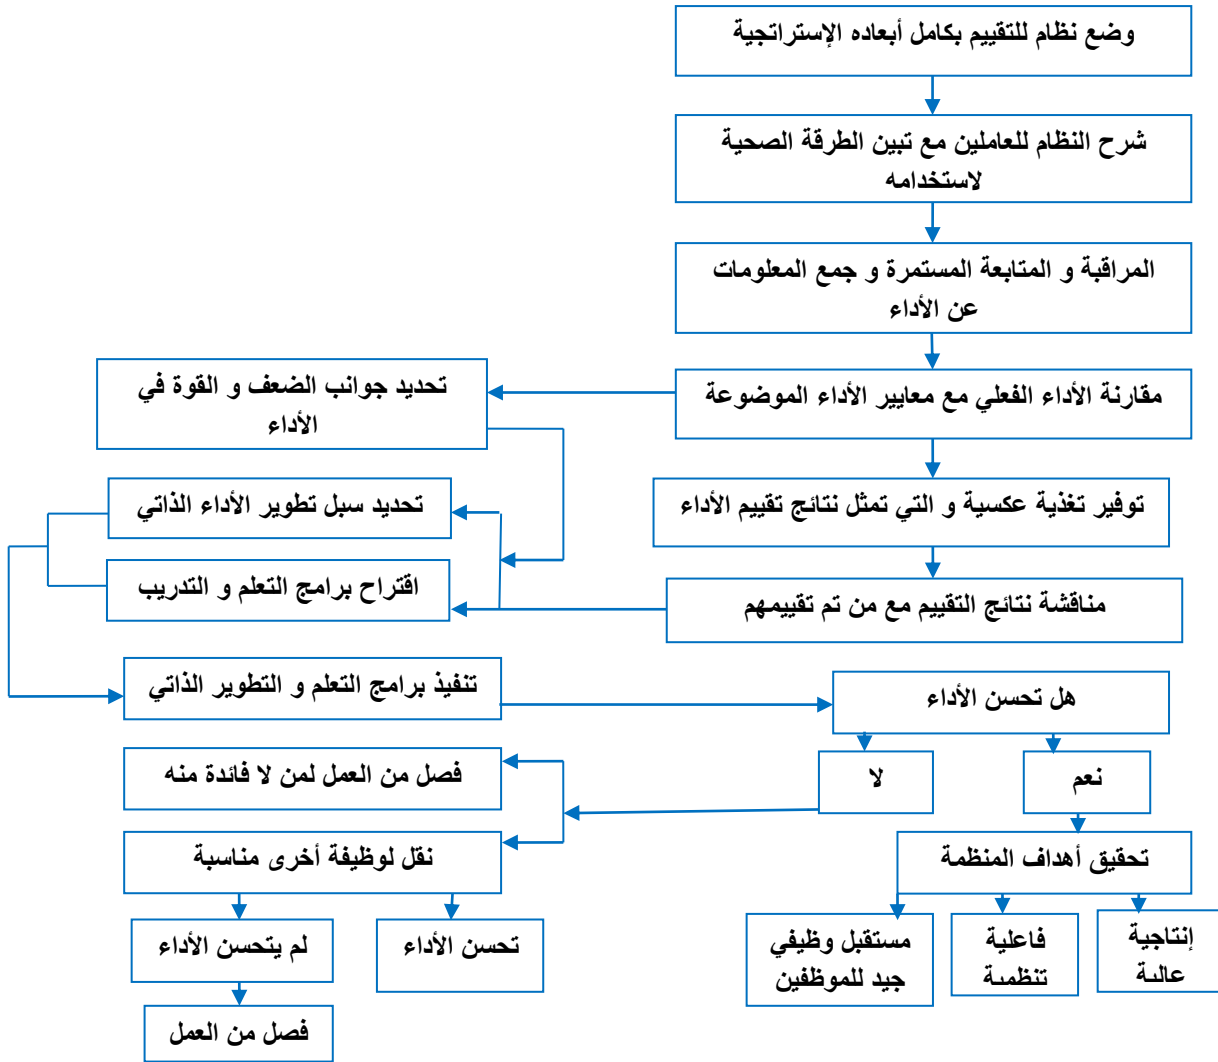 وضع نظام للتقييم بكامل أبعاده الإستراتجية
شرح النظام للعاملين مع تبين الطرقة الصحية
لاستخدامه
المراقبة و المتابعة المستمرة و جمع المعلومات
عن الأداء
مقارنة الأداء الفعلي مع معايير الأداء الموضوعة
تحديد جوانب الضعف و القوة في
الأداء
توفير تغذية عكسية و التي تمثل نتائج تقييم الأداء
تحديد سبل تطوير الأداء الذاتي
مناقشة نتائج التقييم مع من تم تقييمهم
اقتراح برامج التعلم و التدريب
تنفيذ برامج التعلم و التطوير الذاتي
هل تحسن الأداء
نعم
لا
فصل من العمل لمن لا فائدة منه
نقل لوظيفة أخرى مناسبة
تحقيق أهداف المنظمة
إنتاجية
عالية
فاعلية
تنظمية
مستقبل وظيفي
جيد للموظفين
تحسن الأداء
لم يتحسن الأداء
فصل من العمل